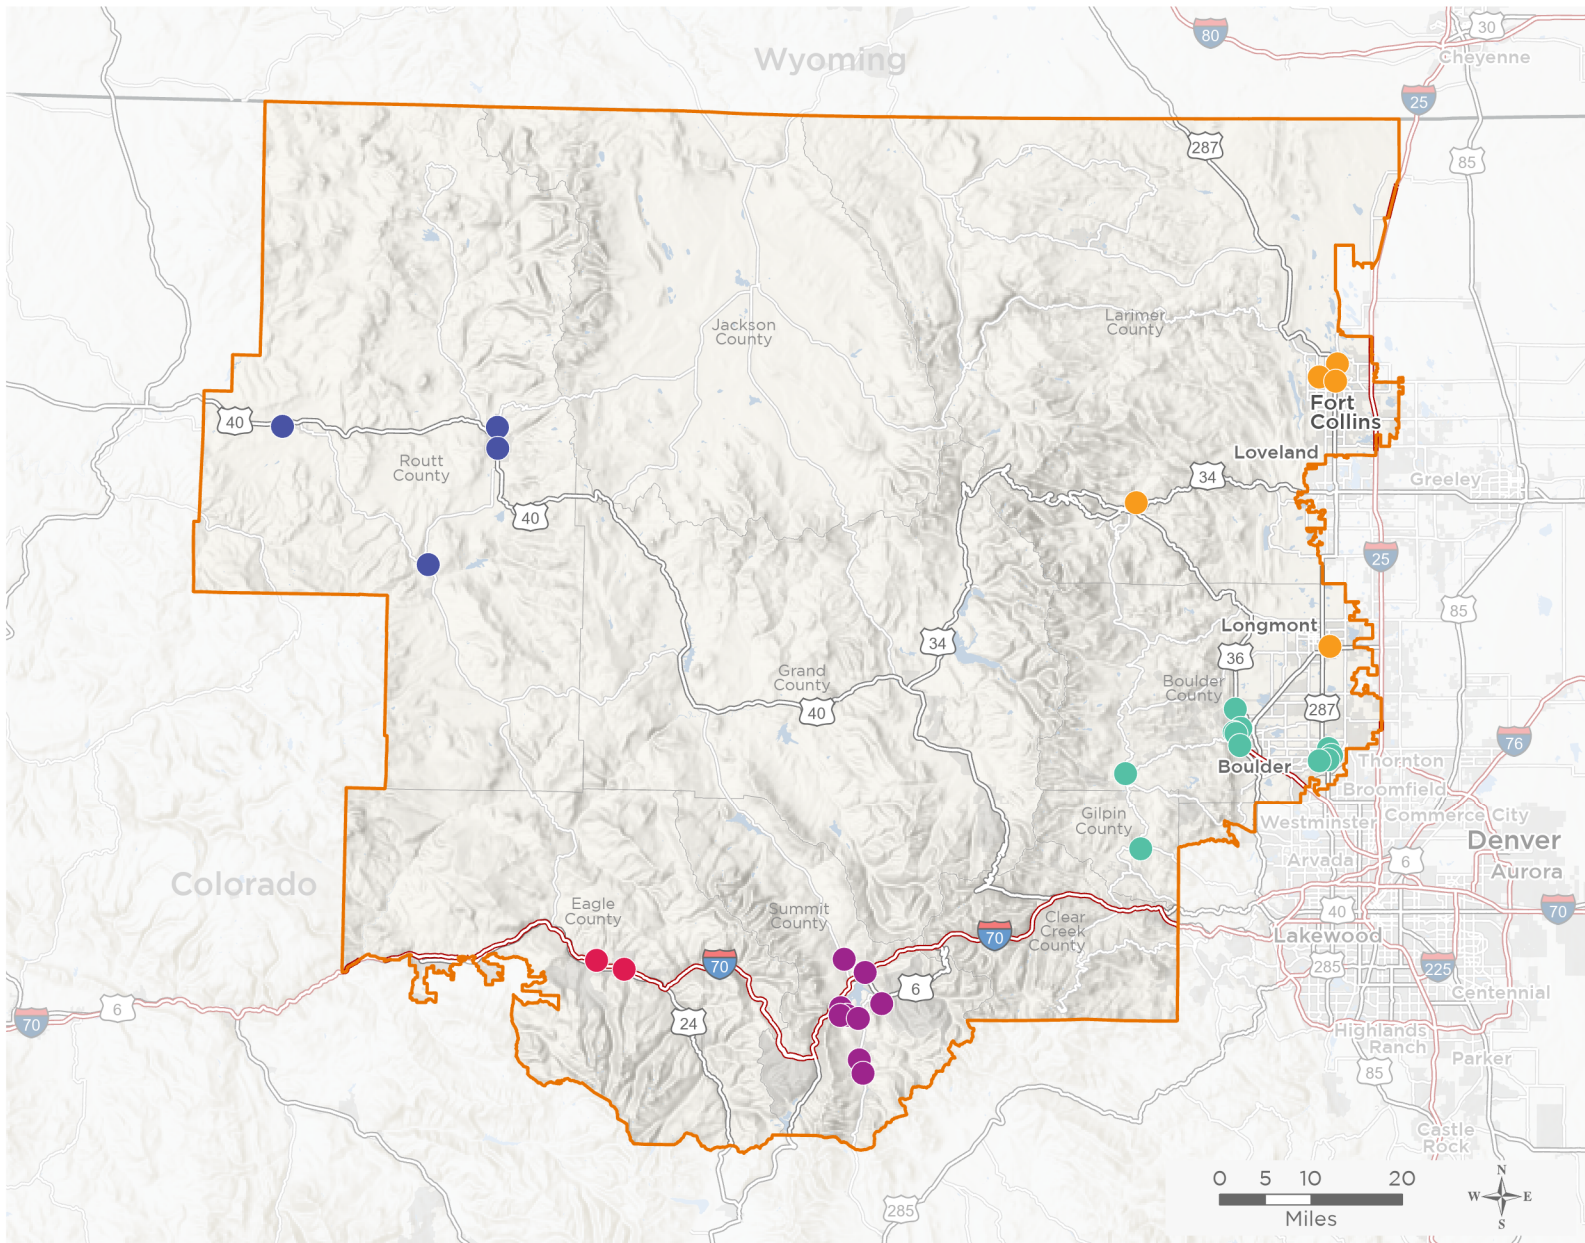 30
80
Wyoming
Cheyenne
25
287
85
Jackson
County
Larimer
County
Fort
Collins
40
Routt
County
Loveland
34
Greeley
40
25
85
Longmont
34
36
Grand
County
Boulder
County
40
287
76
Boulder
Thornton
Broomfield
Gilpin
County
Westminster
Commerce City
Denver
Arvada
6
Aurora
Colorado
Eagle
County
Summit
County
Clear
Creek
County
40
70
70
Lakewood
70
285
225
6
Centennial
6
70
24
Highlands
Ranch
Parker
85
Castle
Rock
285
0 5 10 20
Miles
N
W E
S